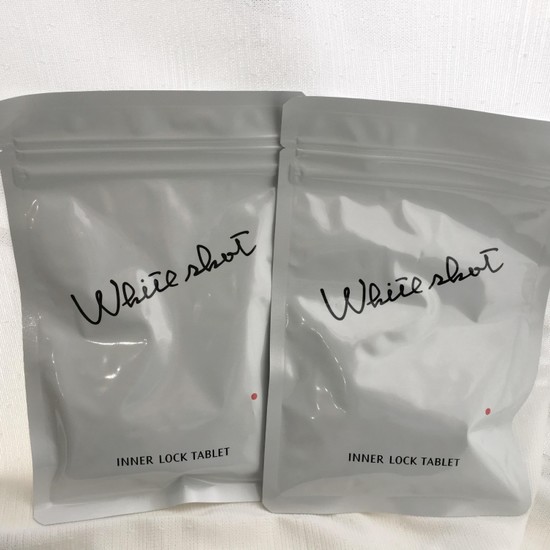 White shot
INNER LOCK TABLET
White shot
INNER LOCK TABLET